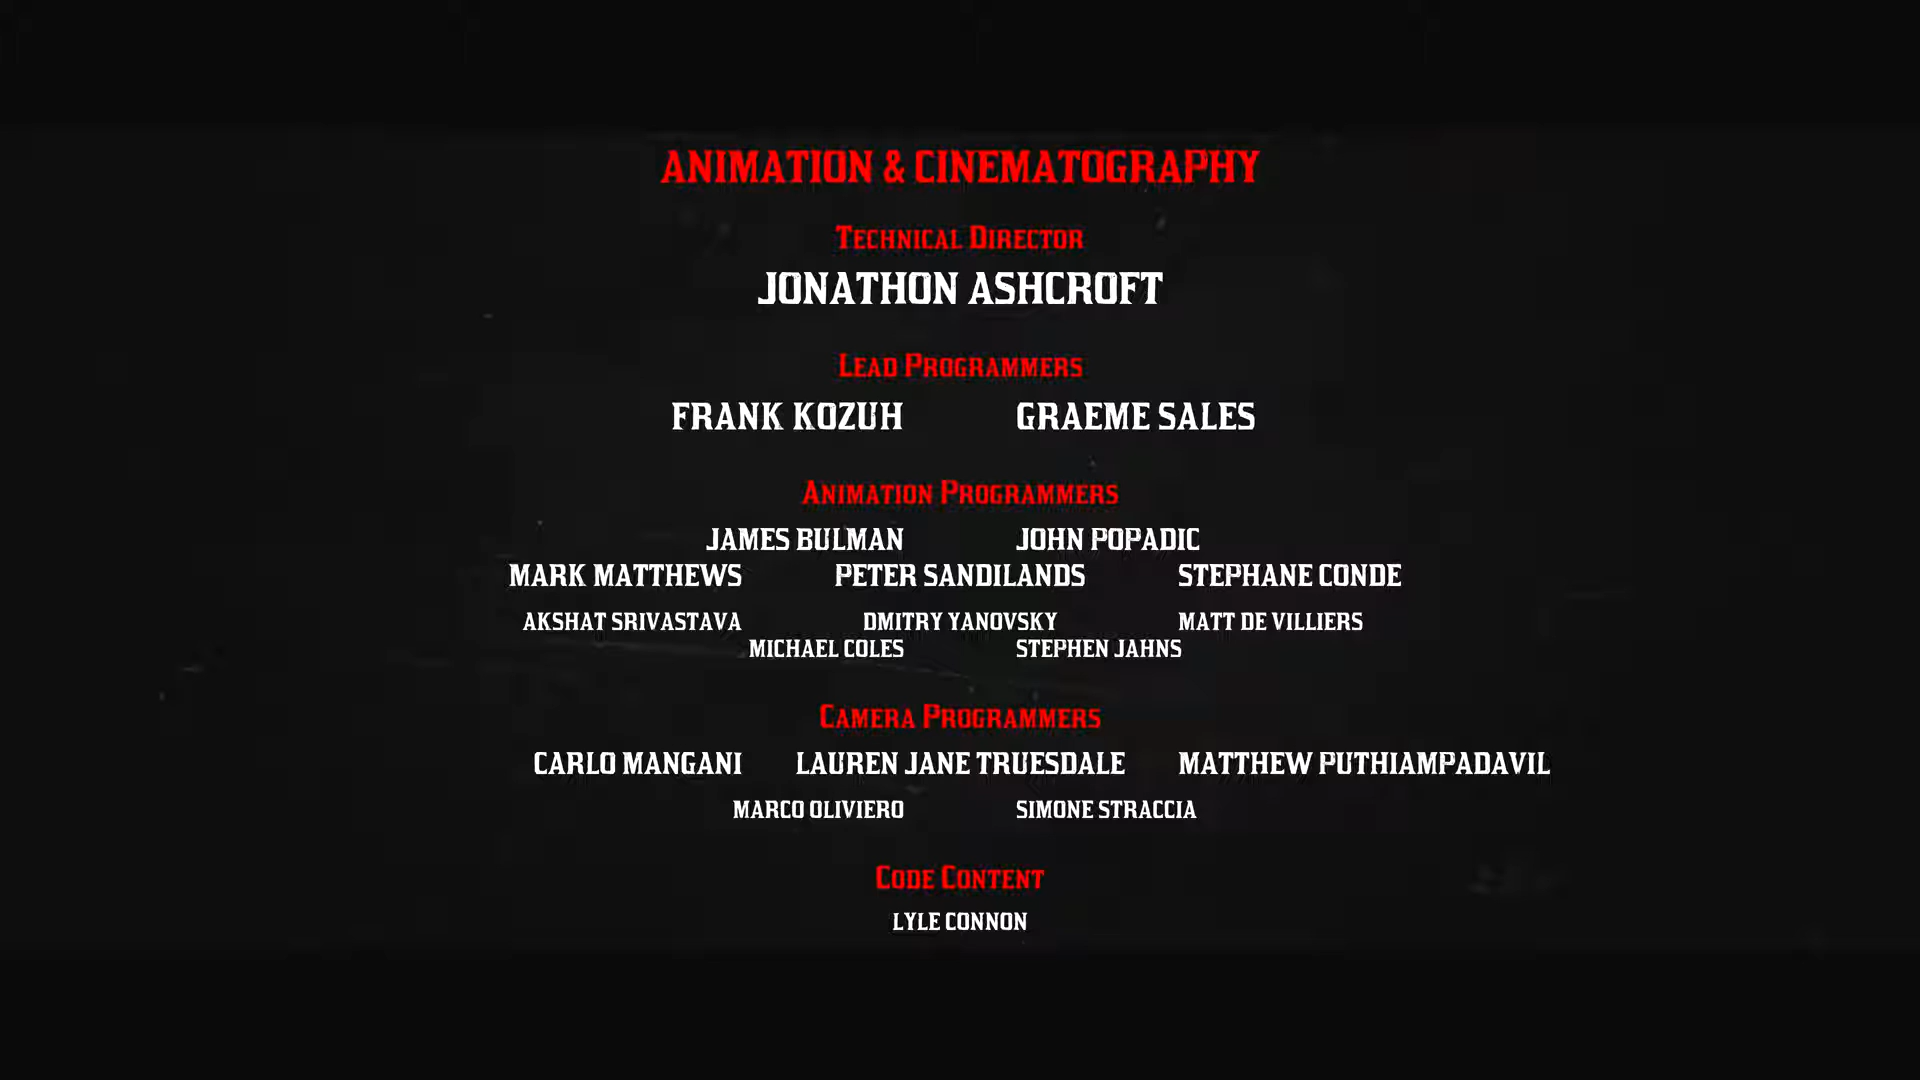 ANIMATION & CINEMATOGRAPHY
TECHNICAL DIRECTOR
JONATHON ASHCROFT
LEAD PROGRAMMERS
FRANK KOZUH GRAEME SALES
ANIMATION PROGRAMMERS
JAMES BULMAN JOHN POPADIC
MARK MATTHEWS PETER SANDILANDS STEPHANE CONDE
AKSHAT SRIVASTAVA DMITRY YANOVSKY MATT DE VILLIERS
MICHAEL COLES STEPHEN JAHNS
CAMERA PROGRAMMERS
CARLO MANGANI LAUREN JANE TRUESDALE MATTHEW PUTHIAMPADAVIL
MARCO OLIVIERO SIMONE STRACCIA
CODE CONTENT
LYLE CONNON